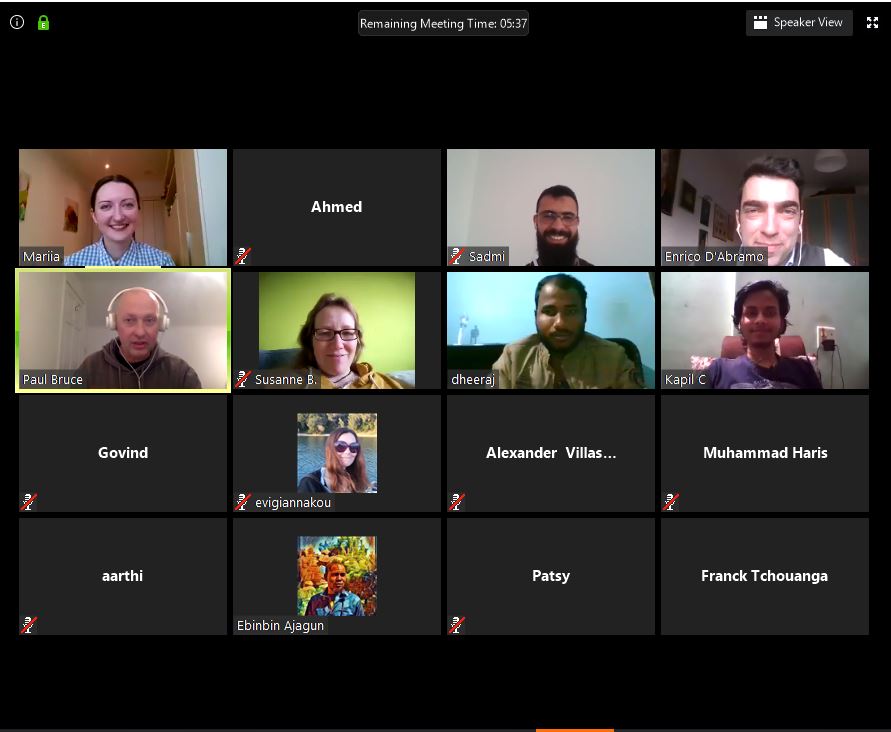 Remaining Meeting Time: 05:37
Speaker View
Mariia
Ahmed
Sadmi
Enrico D'Abramo
Paul Bruce
Susanne B.
dheeraj
Kapil C
Govind
evigiannakou
Alexander Villas...
Muhammad Haris
aarthi
Ebinbin Ajagun
Patsy
Franck Tchouanga